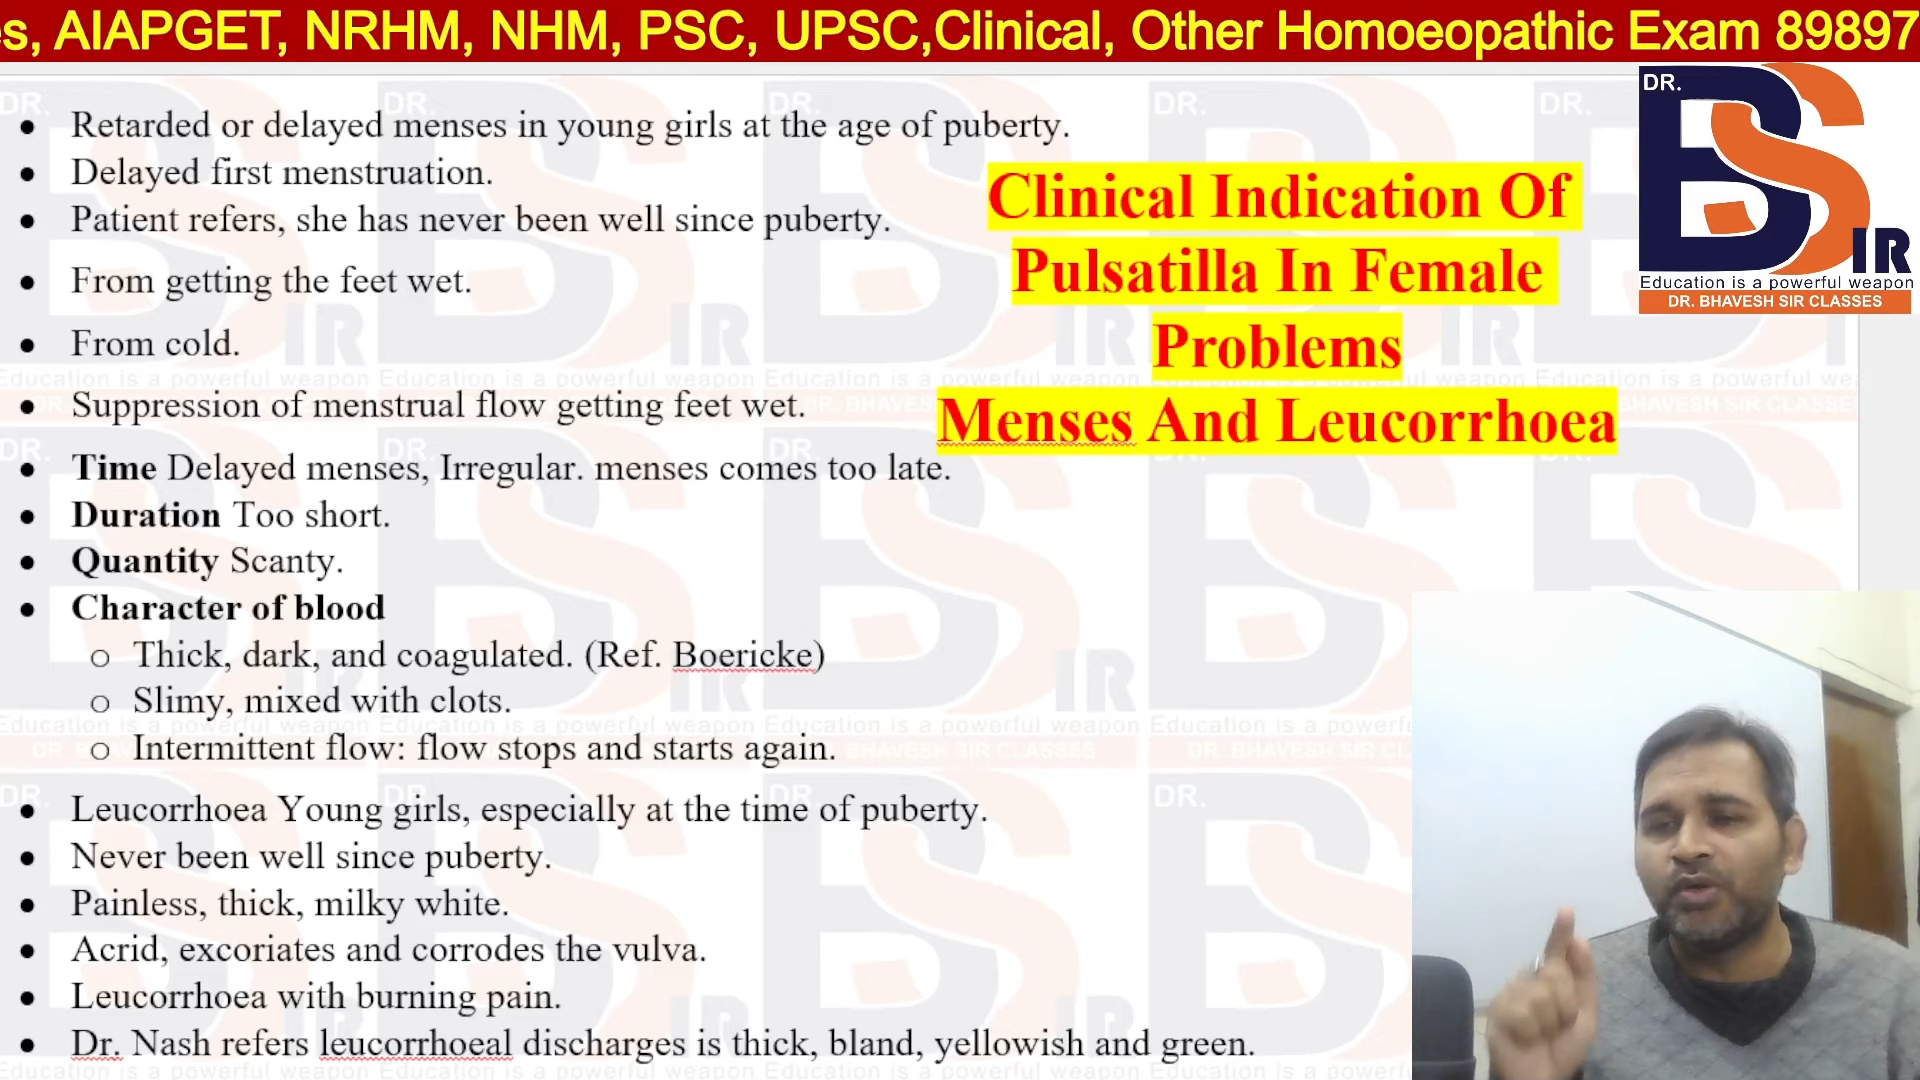 s, AIAPGET, NRHM, NHM, PSC, UPSC,Clinical, Other Homoeopathic Exam 89897
DR.
BS
IR
Education is a powerful weapon
DR. BHAVESH SIR CLASSES
Clinical Indication Of
Pulsatilla In Female
Problems
Menses And Leucorrhoea
• Retarded or delayed menses in young girls at the age of puberty.
• Delayed first menstruation.
• Patient refers, she has never been well since puberty.
• From getting the feet wet.
• From cold.
• Suppression of menstrual flow getting feet wet.
• Time Delayed menses, Irregular. menses comes too late.
• Duration Too short.
• Quantity Scanty.
• Character of blood
o Thick, dark, and coagulated. (Ref. Boericke)
o Slimy, mixed with clots.
o Intermittent flow: flow stops and starts again.
• Leucorrhoea Young girls, especially at the time of puberty.
• Never been well since puberty.
• Painless, thick, milky white.
• Acrid, excoriates and corrodes the vulva.
• Leucorrhoea with burning pain.
• Dr. Nash refers leucorrhoeal discharges is thick, bland, yellowish and green.